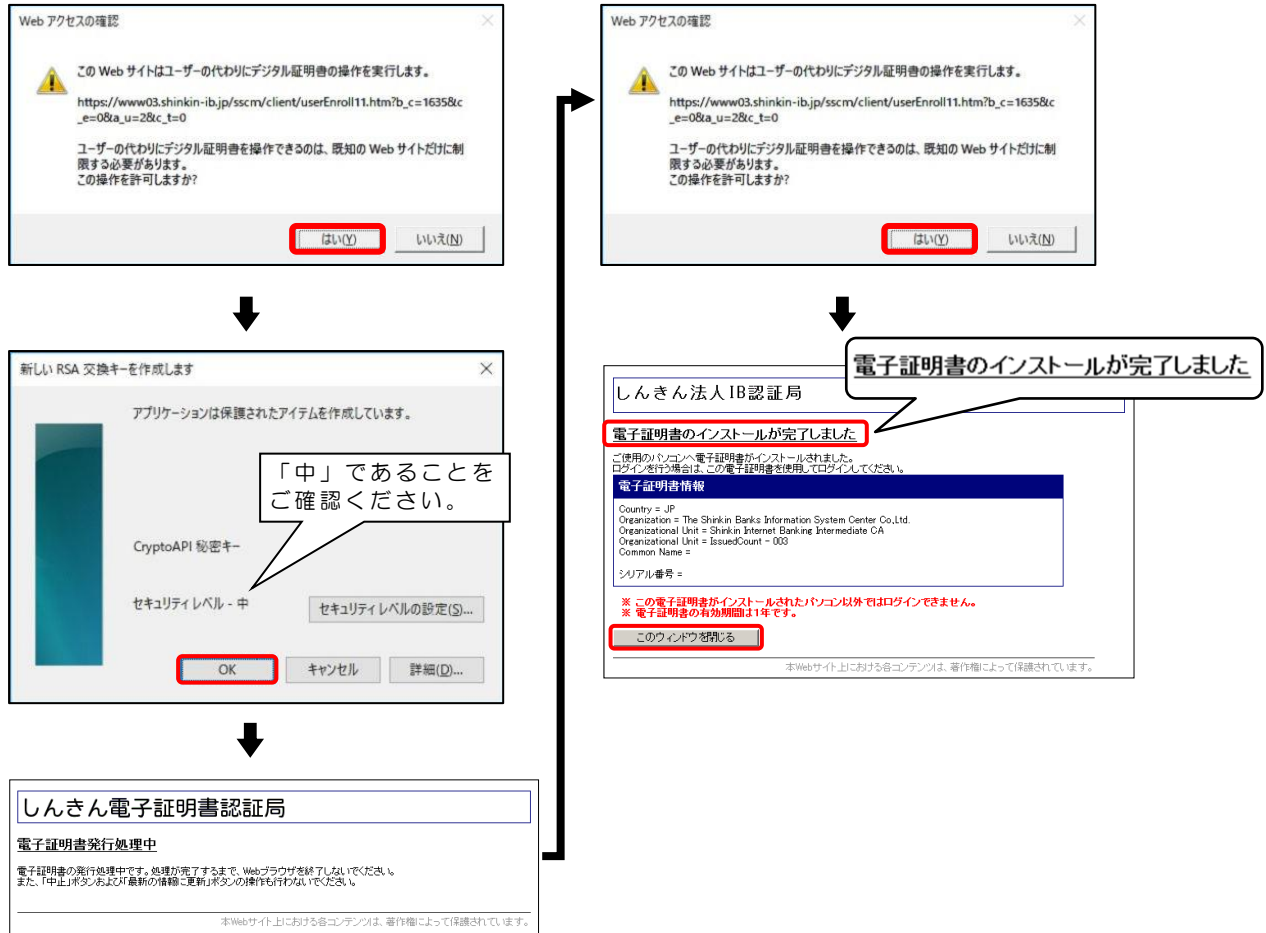 Web アクセスの確認
この Web サイトはユーザーの代わりにデジタル証明書の操作を実行します。
https://www03.shinkin-ib.jp/sscm/client/userEnroll11.htm?b_c=1635&c
_e=0&a_u=2&c_t=0
ユーザーの代わりにデジタル証明書を操作できるのは、既知の Web サイトだけに制
限する必要があります。
この操作を許可しますか?
はい(Y)
いいえ(N)
新しい RSA 交換キーを作成します
アプリケーションは保護されたアイテムを作成しています。
「中」であることを
ご確認ください。
CryptoAPI 秘密キー
セキュリティ レベル - 中
セキュリティ レベルの設定(S)...
OK
キャンセル
詳細(D)...
しんきん電子証明書認証局
電子証明書発行処理中
電子証明書の発行処理中です。処理が完了するまで、Webブラウザを終了しないでください。
また、「中止」ボタンおよび「最新の情報に更新」ボタンの操作も行わないでください。
本Webサイト上における各コンテンツは、著作権によって保護されています。
Web アクセスの確認
この Web サイトはユーザーの代わりにデジタル証明書の操作を実行します。
https://www03.shinkin-ib.jp/sscm/client/userEnroll11.htm?b_c=1635&c
_e=0&a_u=2&c_t=0
ユーザーの代わりにデジタル証明書を操作できるのは、既知の Web サイトだけに制
限する必要があります。
この操作を許可しますか?
はい(Y)
いいえ(N)
電子証明書のインストールが完了しました
しんきん法人IB認証局
電子証明書のインストールが完了しました
ご使用のパソコンへ電子証明書がインストールされました。
ログインを行う場合は、この電子証明書を使用してログインしてください。
電子証明書情報
Country = JP
Organization = The Shinkin Banks Information System Center Co.,Ltd.
Organizational Unit = Shinkin Internet Banking Intermediate CA
Organizational Unit = IssuedCount - 003
Common Name =
シリアル番号 =
※ この電子証明書がインストールされたパソコン以外ではログインできません。
※ 電子証明書の有効期間は1年です。
このウィンドウを閉じる
本Webサイト上における各コンテンツは、著作権によって保護されています。